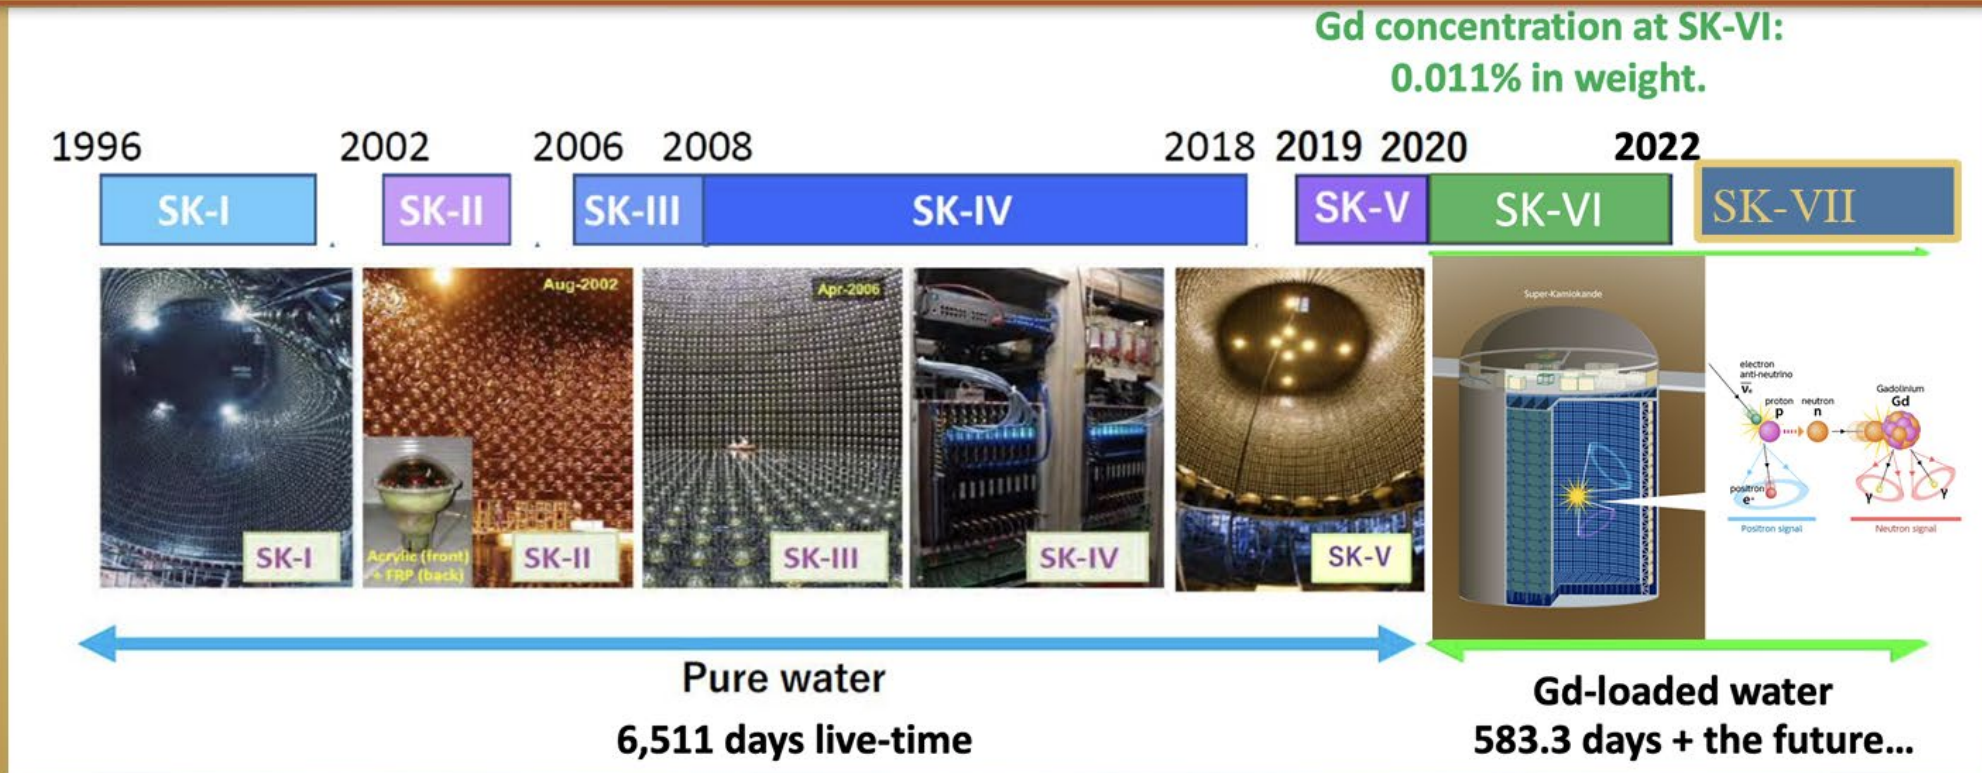 Gd concentration at SK-VI:
0.011% in weight.
1996 2002 2006 2008 2018 2019 2020 2022
SK-I SK-II SK-III SK-IV SK-V SK-VI SK-VII
Aug-2002
Apr-2006
Super-Kamiokande
electron
anti-neutrino
ν̅e
proton neutron
p n
Gadolinium
Gd
positron
e+
γ γ
Positron signal Neutron signal
Acrylic (front)
+ FRP (back)
SK-I SK-II SK-III SK-IV SK-V
Pure water
6,511 days live-time
Gd-loaded water
583.3 days + the future...